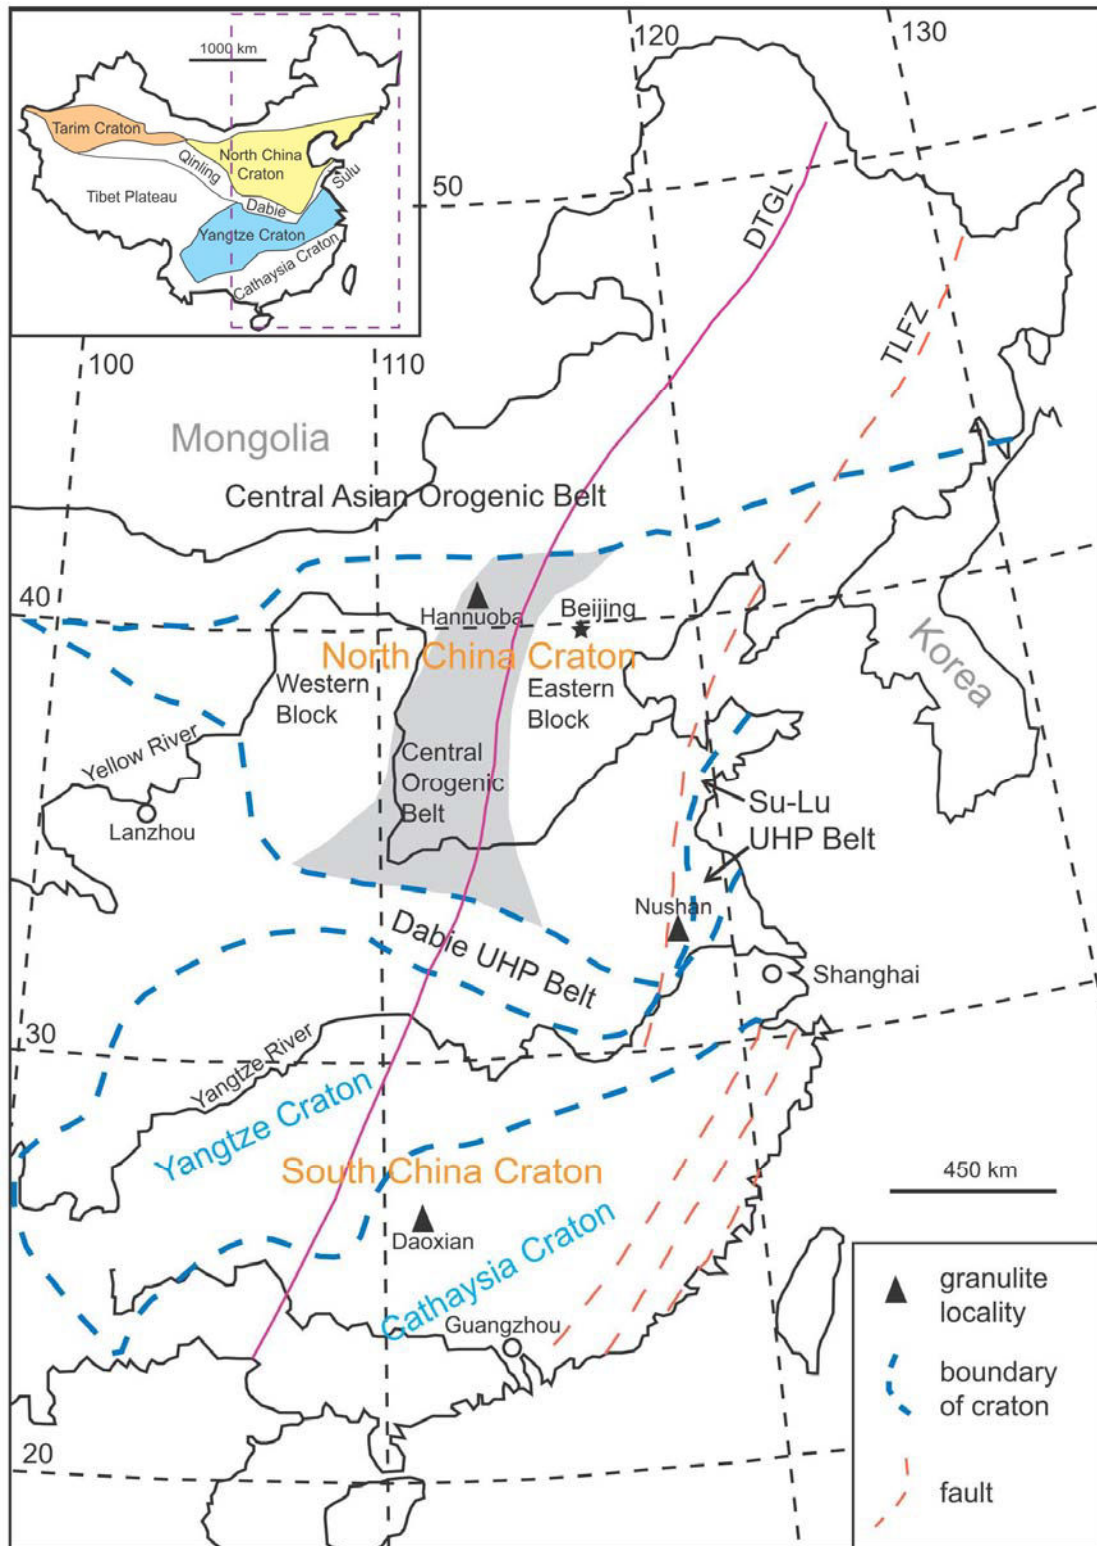 1000 km
Tarim Craton
North China
Craton
Qinling
Tibet Plateau
Dabie
Sulu
Yangtze Craton
Cathaysia Craton
120
130
50
DTGL
TLFZ
100
110
Mongolia
Central Asian Orogenic Belt
40
Hannuoba
Beijing
North China Craton
Western
Block
Eastern
Block
Korea
Yellow River
Central
Orogenic
Belt
Lanzhou
Su-Lu
UHP Belt
Nushan
Dabie UHP Belt
Shanghai
30
Yangtze River
Yangtze Craton
South China Craton
450 km
Daoxian
Cathaysia Craton
Guangzhou
20
granulite
locality
boundary
of craton
fault